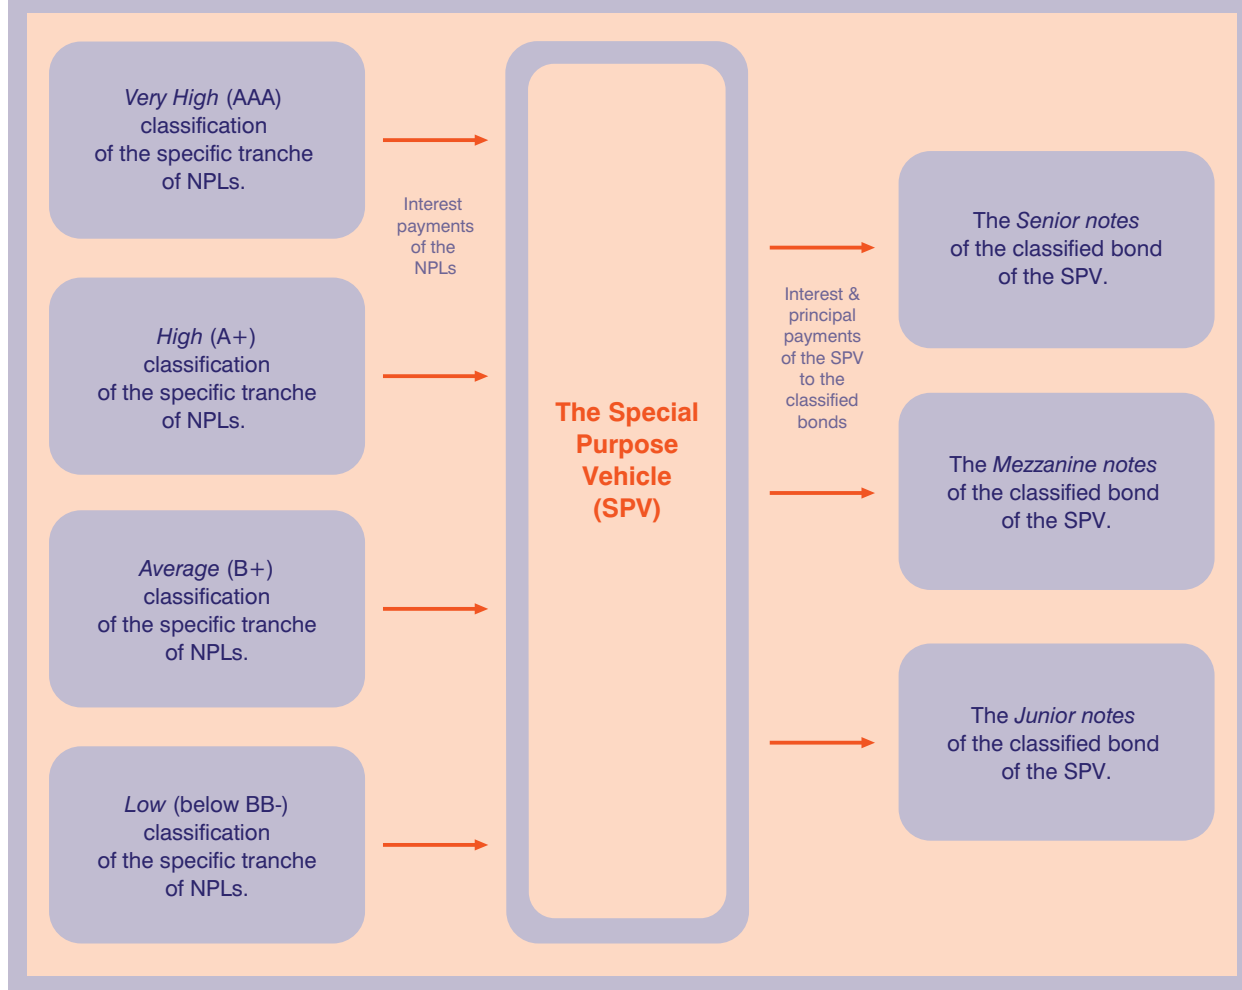 Very High (AAA)
classification
of the specific tranche
of NPLs.
High (A+)
classification
of the specific tranche
of NPLs.
Average (B+)
classification
of the specific tranche
of NPLs.
Low (below BB-)
classification
of the specific tranche
of NPLs.
Interest
payments
of the
NPLs
The Special
Purpose
Vehicle
(SPV)
Interest &
principal
payments
of the SPV
to the
classified
bonds
The Senior notes
of the classified bond
of the SPV.
The Mezzanine notes
of the classified bond
of the SPV.
The Junior notes
of the classified bond
of the SPV.